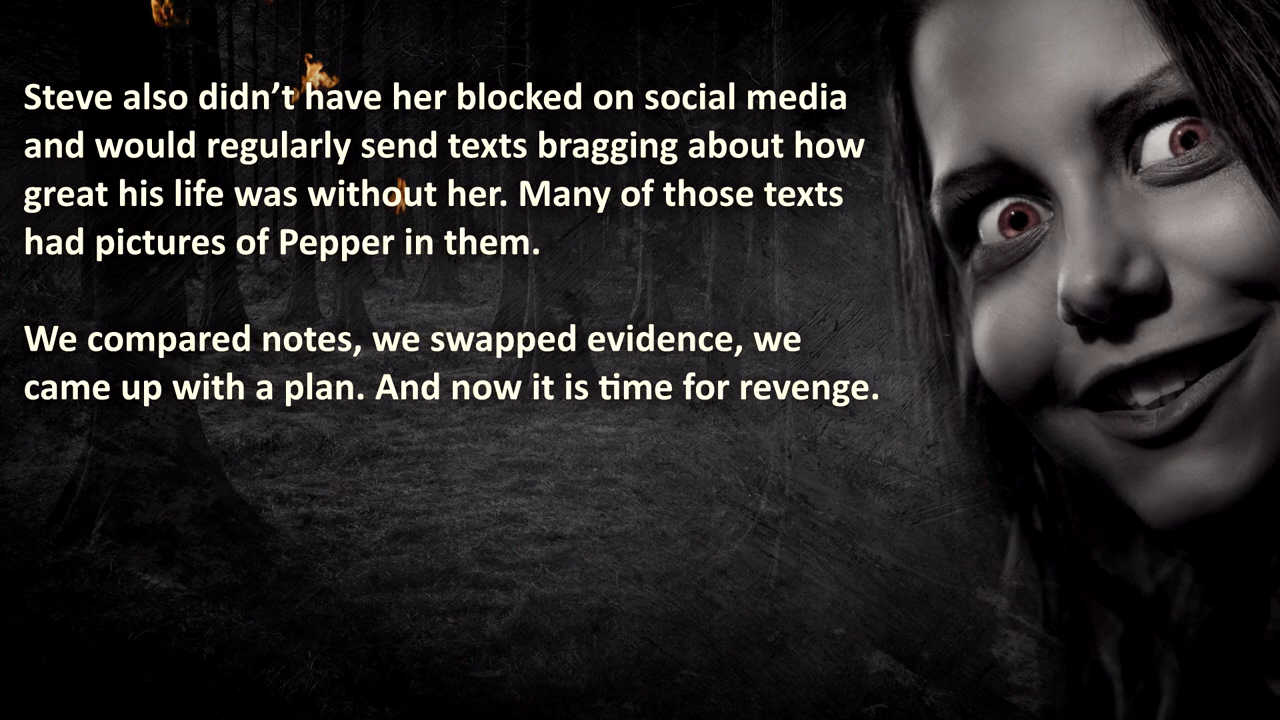 Steve also didn’t have her blocked on social media
and would regularly send texts bragging about how
great his life was without her. Many of those texts
had pictures of Pepper in them.
We compared notes, we swapped evidence, we
came up with a plan. And now it is time for revenge.